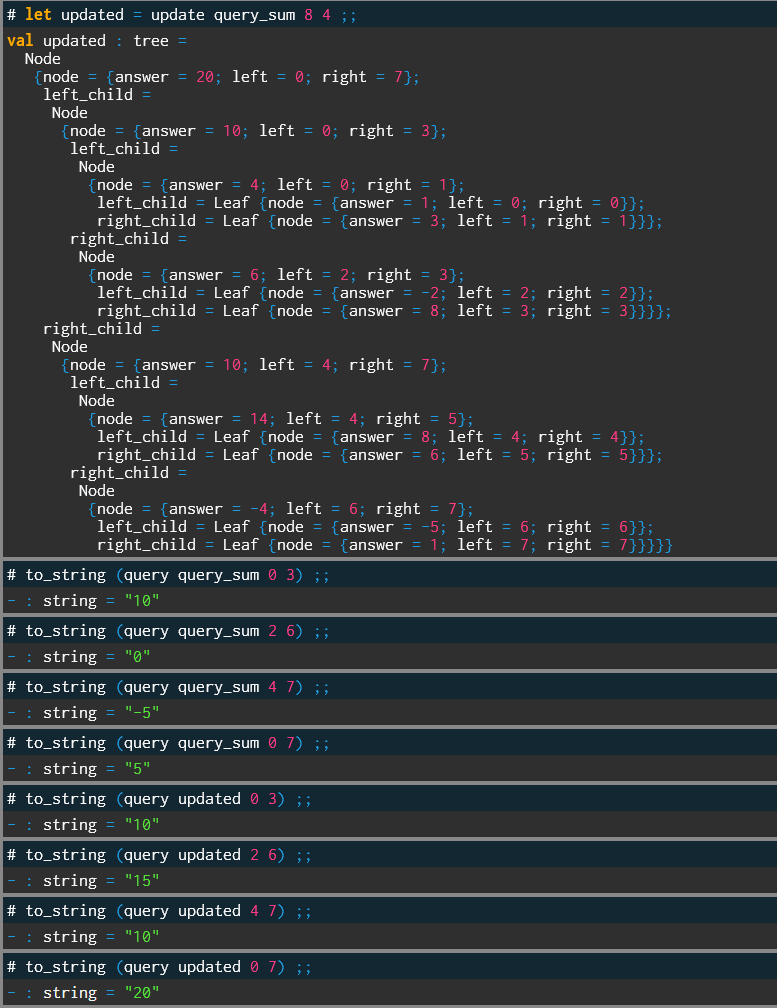 # let updated = update query_sum 8 4 ;;
val updated : tree =
  Node
   {node = {answer = 20; left = 0; right = 7};
    left_child =
     Node
      {node = {answer = 10; left = 0; right = 3};
       left_child =
        Node
         {node = {answer = 4; left = 0; right = 1};
          left_child = Leaf {node = {answer = 1; left = 0; right = 0}};
          right_child = Leaf {node = {answer = 3; left = 1; right = 1}}};
       right_child =
        Node
         {node = {answer = 6; left = 2; right = 3};
          left_child = Leaf {node = {answer = -2; left = 2; right = 2}};
          right_child = Leaf {node = {answer = 8; left = 3; right = 3}}}};
    right_child =
     Node
      {node = {answer = 10; left = 4; right = 7};
       left_child =
        Node
         {node = {answer = 14; left = 4; right = 5};
          left_child = Leaf {node = {answer = 8; left = 4; right = 4}};
          right_child = Leaf {node = {answer = 6; left = 5; right = 5}}};
       right_child =
        Node
         {node = {answer = -4; left = 6; right = 7};
          left_child = Leaf {node = {answer = -5; left = 6; right = 6}};
          right_child = Leaf {node = {answer = 1; left = 7; right = 7}}}}}
# to_string (query query_sum 0 3) ;;
- : string = "10"
# to_string (query query_sum 2 6) ;;
- : string = "0"
# to_string (query query_sum 4 7) ;;
- : string = "-5"
# to_string (query query_sum 0 7) ;;
- : string = "5"
# to_string (query updated 0 3) ;;
- : string = "10"
# to_string (query updated 2 6) ;;
- : string = "15"
# to_string (query updated 4 7) ;;
- : string = "10"
# to_string (query updated 0 7) ;;
- : string = "20"